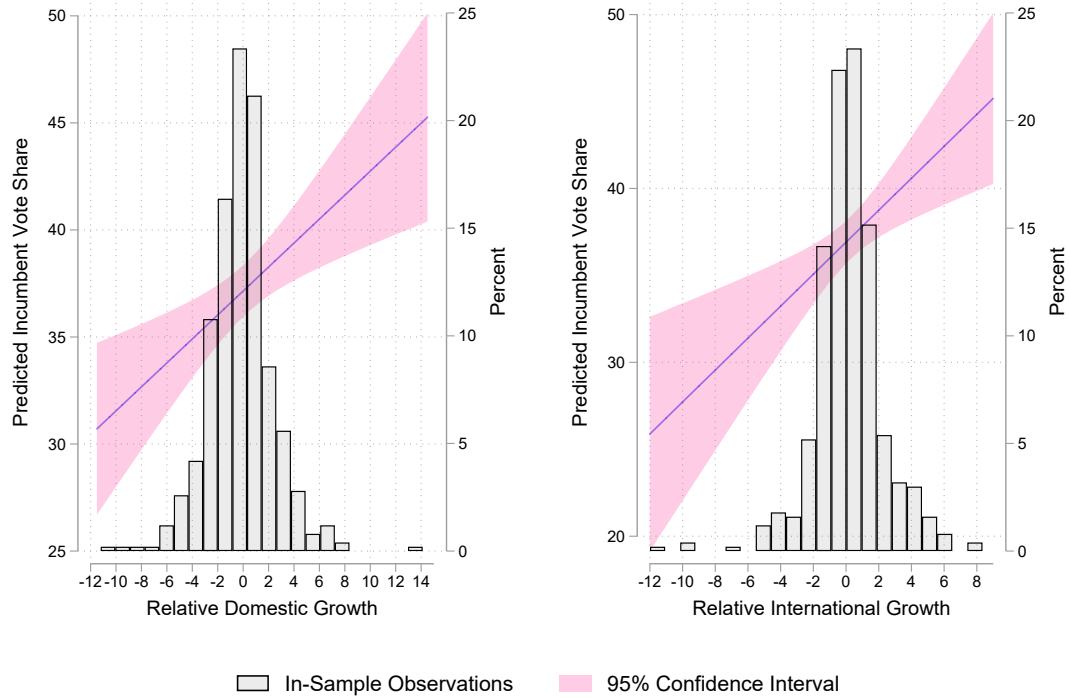 Predicted Incumbent Vote Share
50
45
40
35
30
25
25
20
15
10
5
0
Percent
-12 -10 -8 -6 -4 -2 0 2 4 6 8 10 12 14
Relative Domestic Growth
Predicted Incumbent Vote Share
50
40
30
20
25
20
15
10
5
0
Percent
-12 -10 -8 -6 -4 -2 0 2 4 6 8
Relative International Growth
In-Sample Observations
95% Confidence Interval